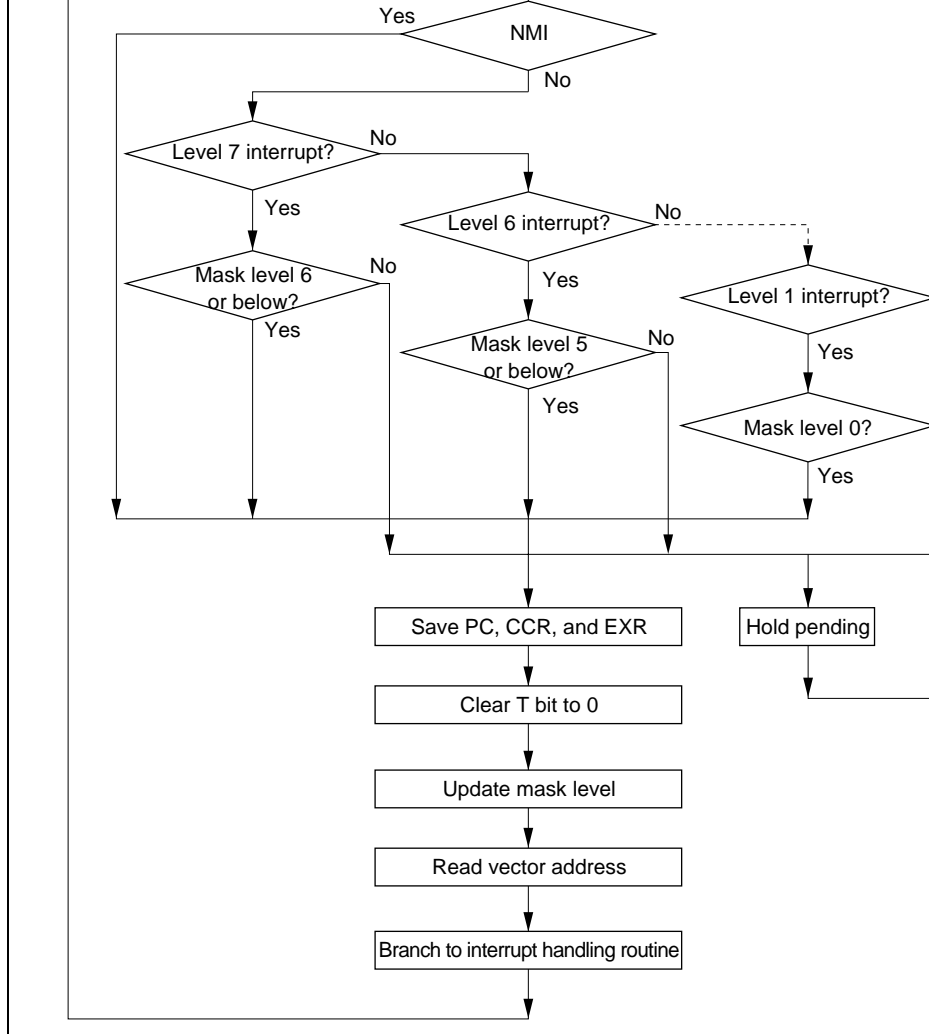 Yes
NMI
No
No
Level 7 interrupt?
Yes
No
Level 6 interrupt?
No
Mask level 6
or below?
Yes
Yes
Level 1 interrupt?
No
Mask level 5
or below?
Yes
Yes
Mask level 0?
Yes
Save PC, CCR, and EXR
Hold pending
Clear T bit to 0
Update mask level
Read vector address
Branch to interrupt handling routine